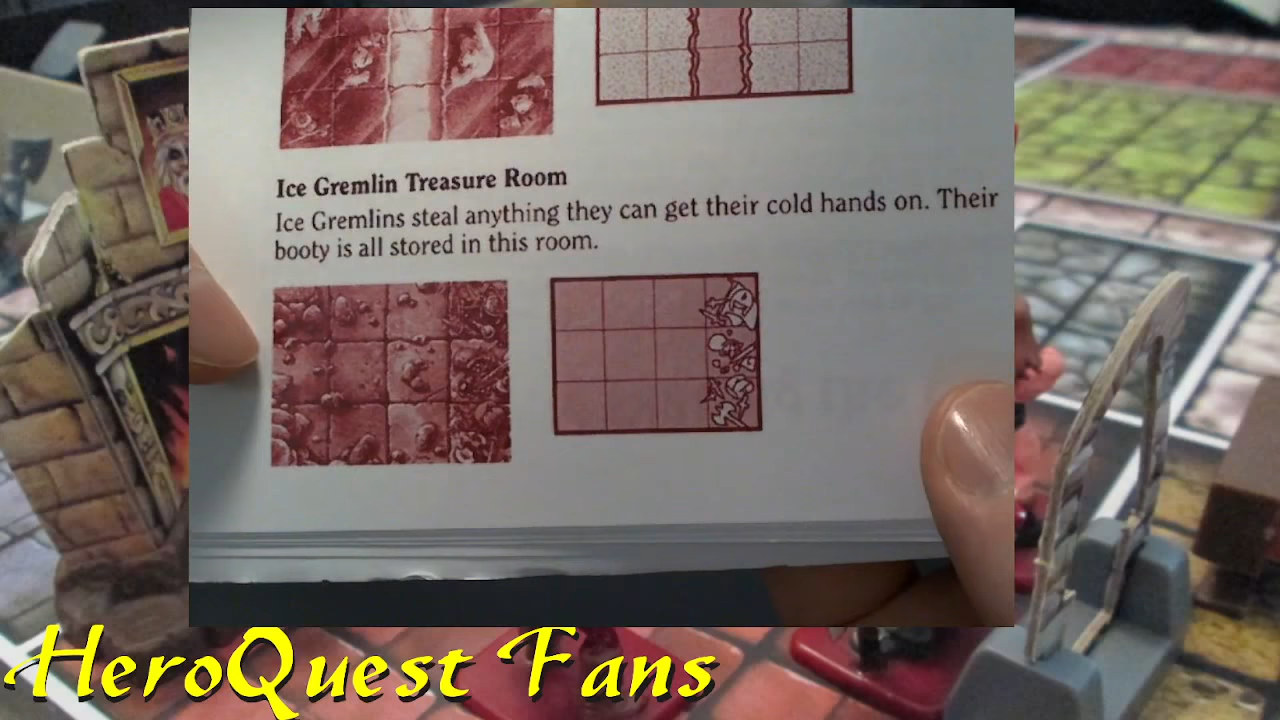 Ice Gremlin Treasure Room
Ice Gremlins steal anything they can get their cold hands on. Their
booty is all stored in this room.
HeroQuest Fans